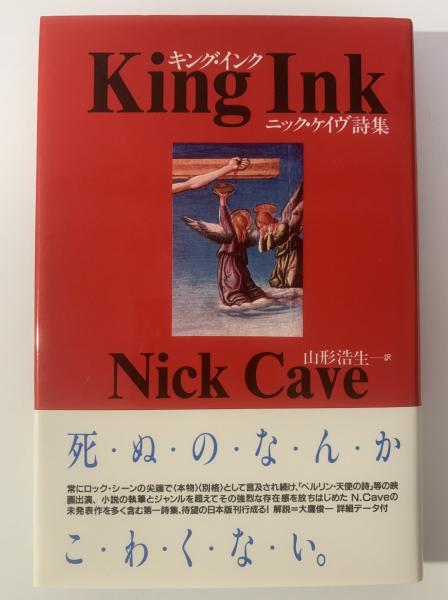 キング・インク
King Ink
ニック・ケイヴ詩集
山形浩生―訳
Nick Cave
死・ぬ・の・な・ん・か
常にロック・シーンの尖端で〈本物〉〈別格〉として言及され続け、「ベルリン・天使の詩」等の映
画出演、小説の執筆とジャンルを超えてその強烈な存在感を放ちはじめた N.Caveの
未発表作を多く含む第一詩集、待望の日本版刊行成る! 解説=大鷹俊一 詳細データ付
こ・わ・く・な・い。